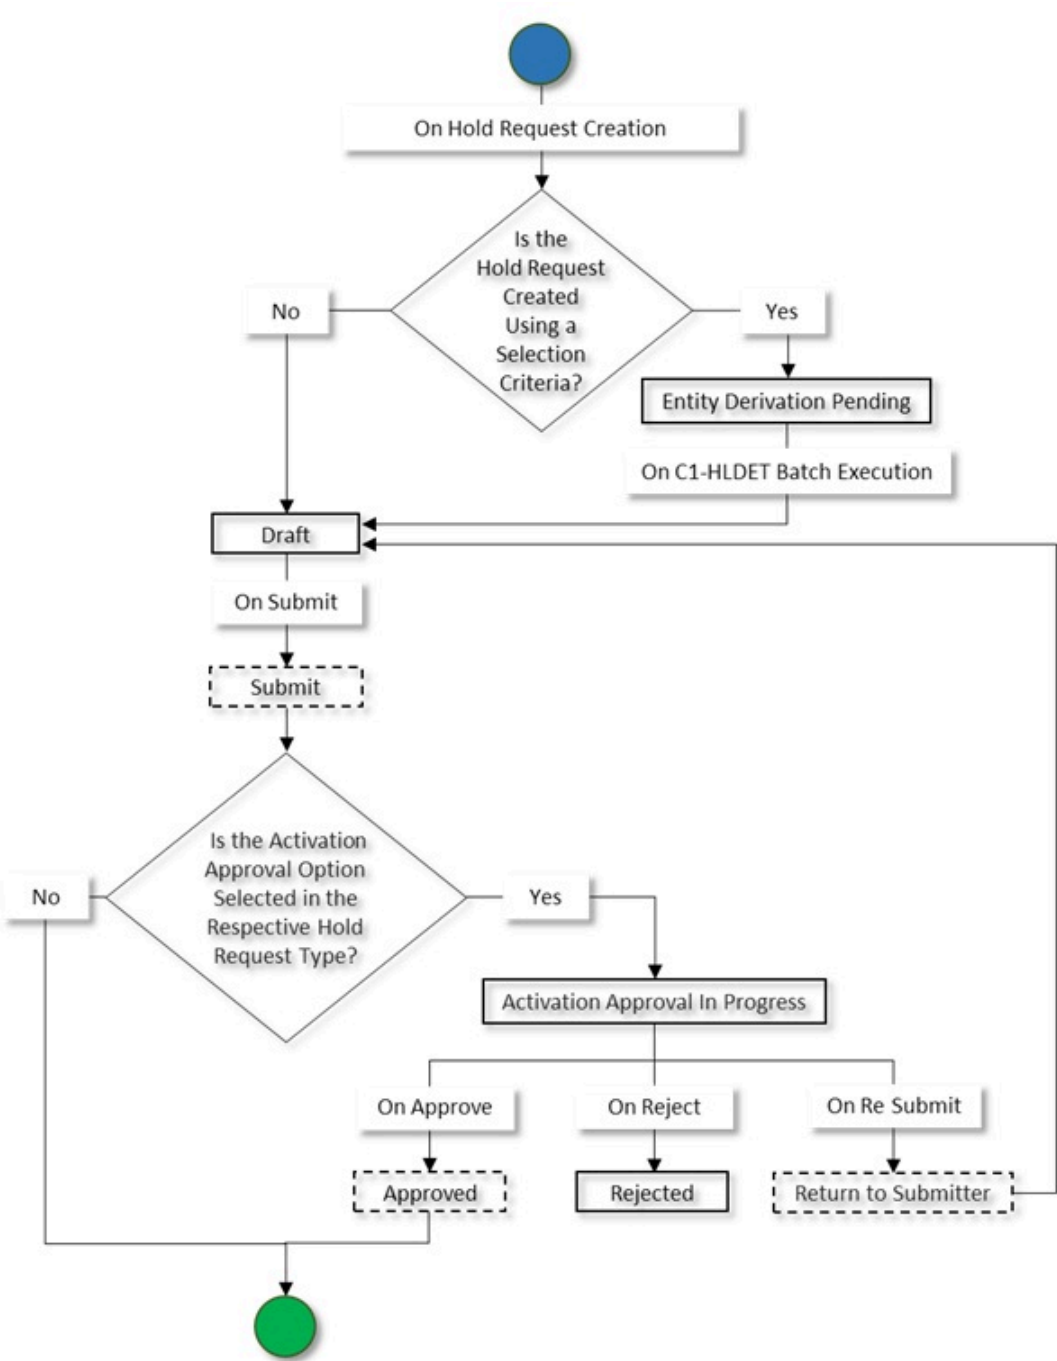 On Hold Request Creation
Is the
Hold Request
Created
Using a
Selection
Criteria?
No
Yes
Entity Derivation Pending
On C1-HLDET Batch Execution
Draft
On Submit
Submit
Is the Activation
Approval Option
Selected in the
Respective Hold
Request Type?
No
Yes
Activation Approval In Progress
On Approve
On Reject
On Re Submit
Approved
Rejected
Return to Submitter